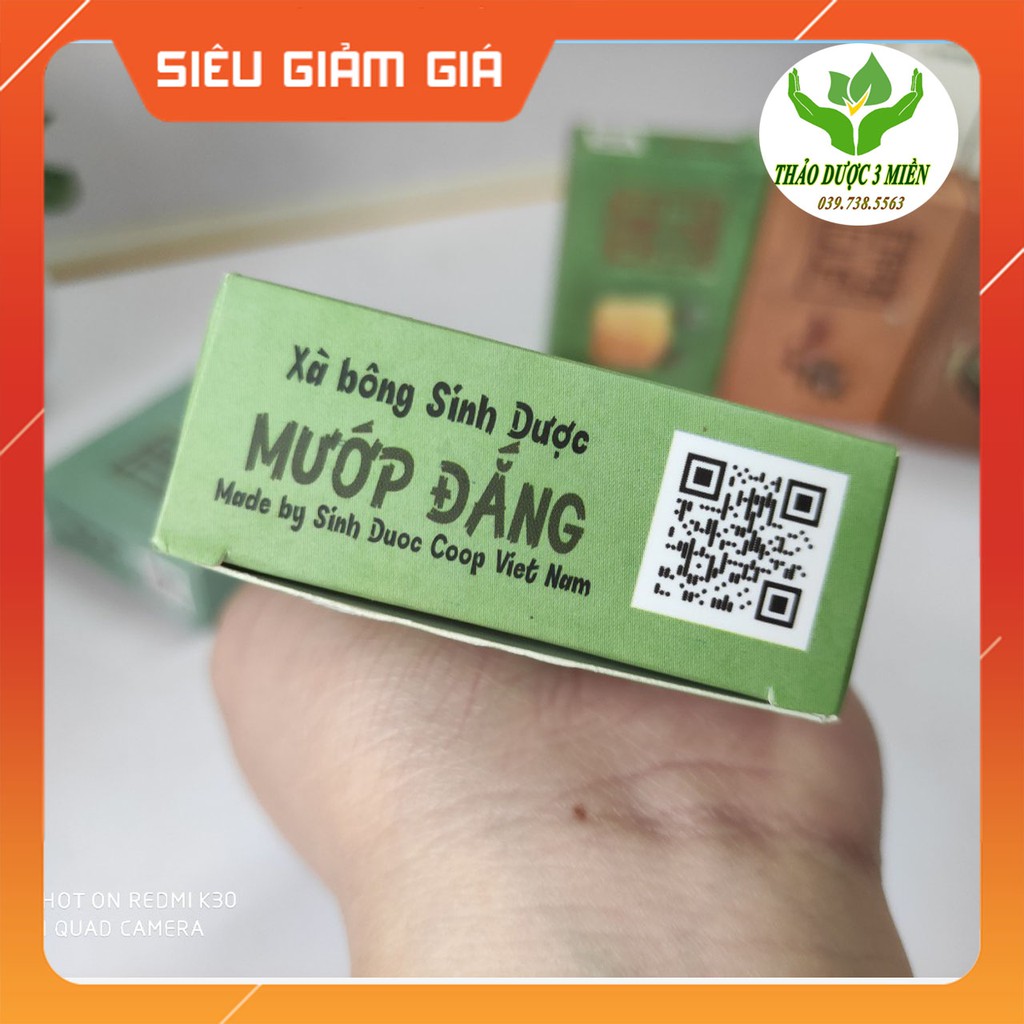 SIÊU GIẢM GIÁ
THẢO DƯỢC 3 MIỀN
039.738.5563
Xà bông Sinh Dược
MƯỚP ĐẮNG
Made by Sinh Duoc Coop Viet Nam
HOT ON REDMI K30
QUAD CAMERA